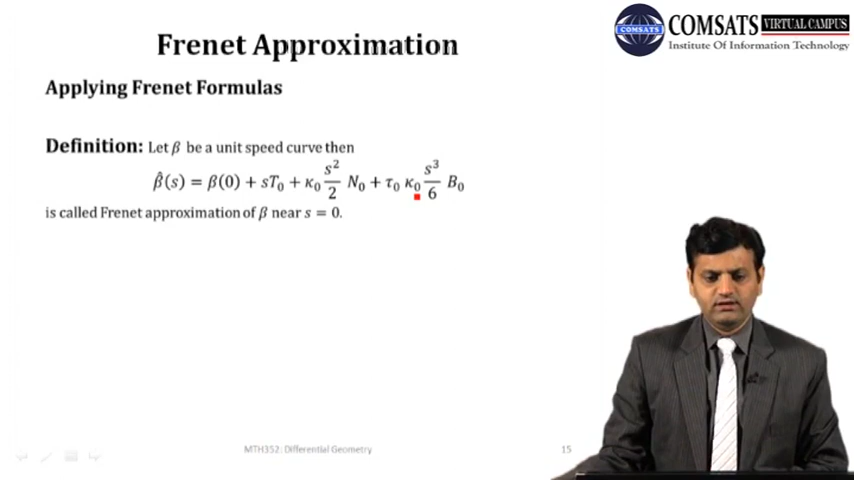 Frenet Approximation
COMSATS VIRTUAL CAMPUS
COMSATS
Institute Of Information Technology
Applying Frenet Formulas
Definition: Let β be a unit speed curve then
β̂(s) = β(0) + sT₀ + κ₀ s²/2 N₀ + τ₀ κ₀ s³/6 B₀
is called Frenet approximation of β near s = 0.
MTH352: Differential Geometry
15